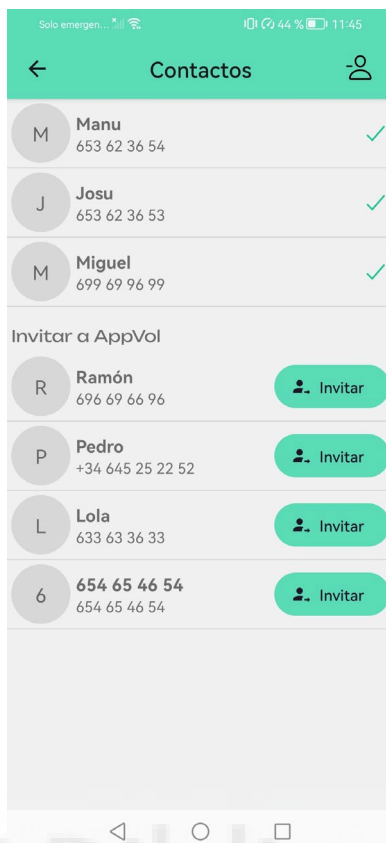 Solo emergen... 44 % 11:45
Contactos
M Manu
653 62 36 54
J Josu
653 62 36 53
M Miguel
699 69 96 99
Invitar a AppVol
R Ramón
696 69 66 96
Invitar
P Pedro
+34 645 25 22 52
Invitar
L Lola
633 63 36 33
Invitar
6 654 65 46 54
654 65 46 54
Invitar